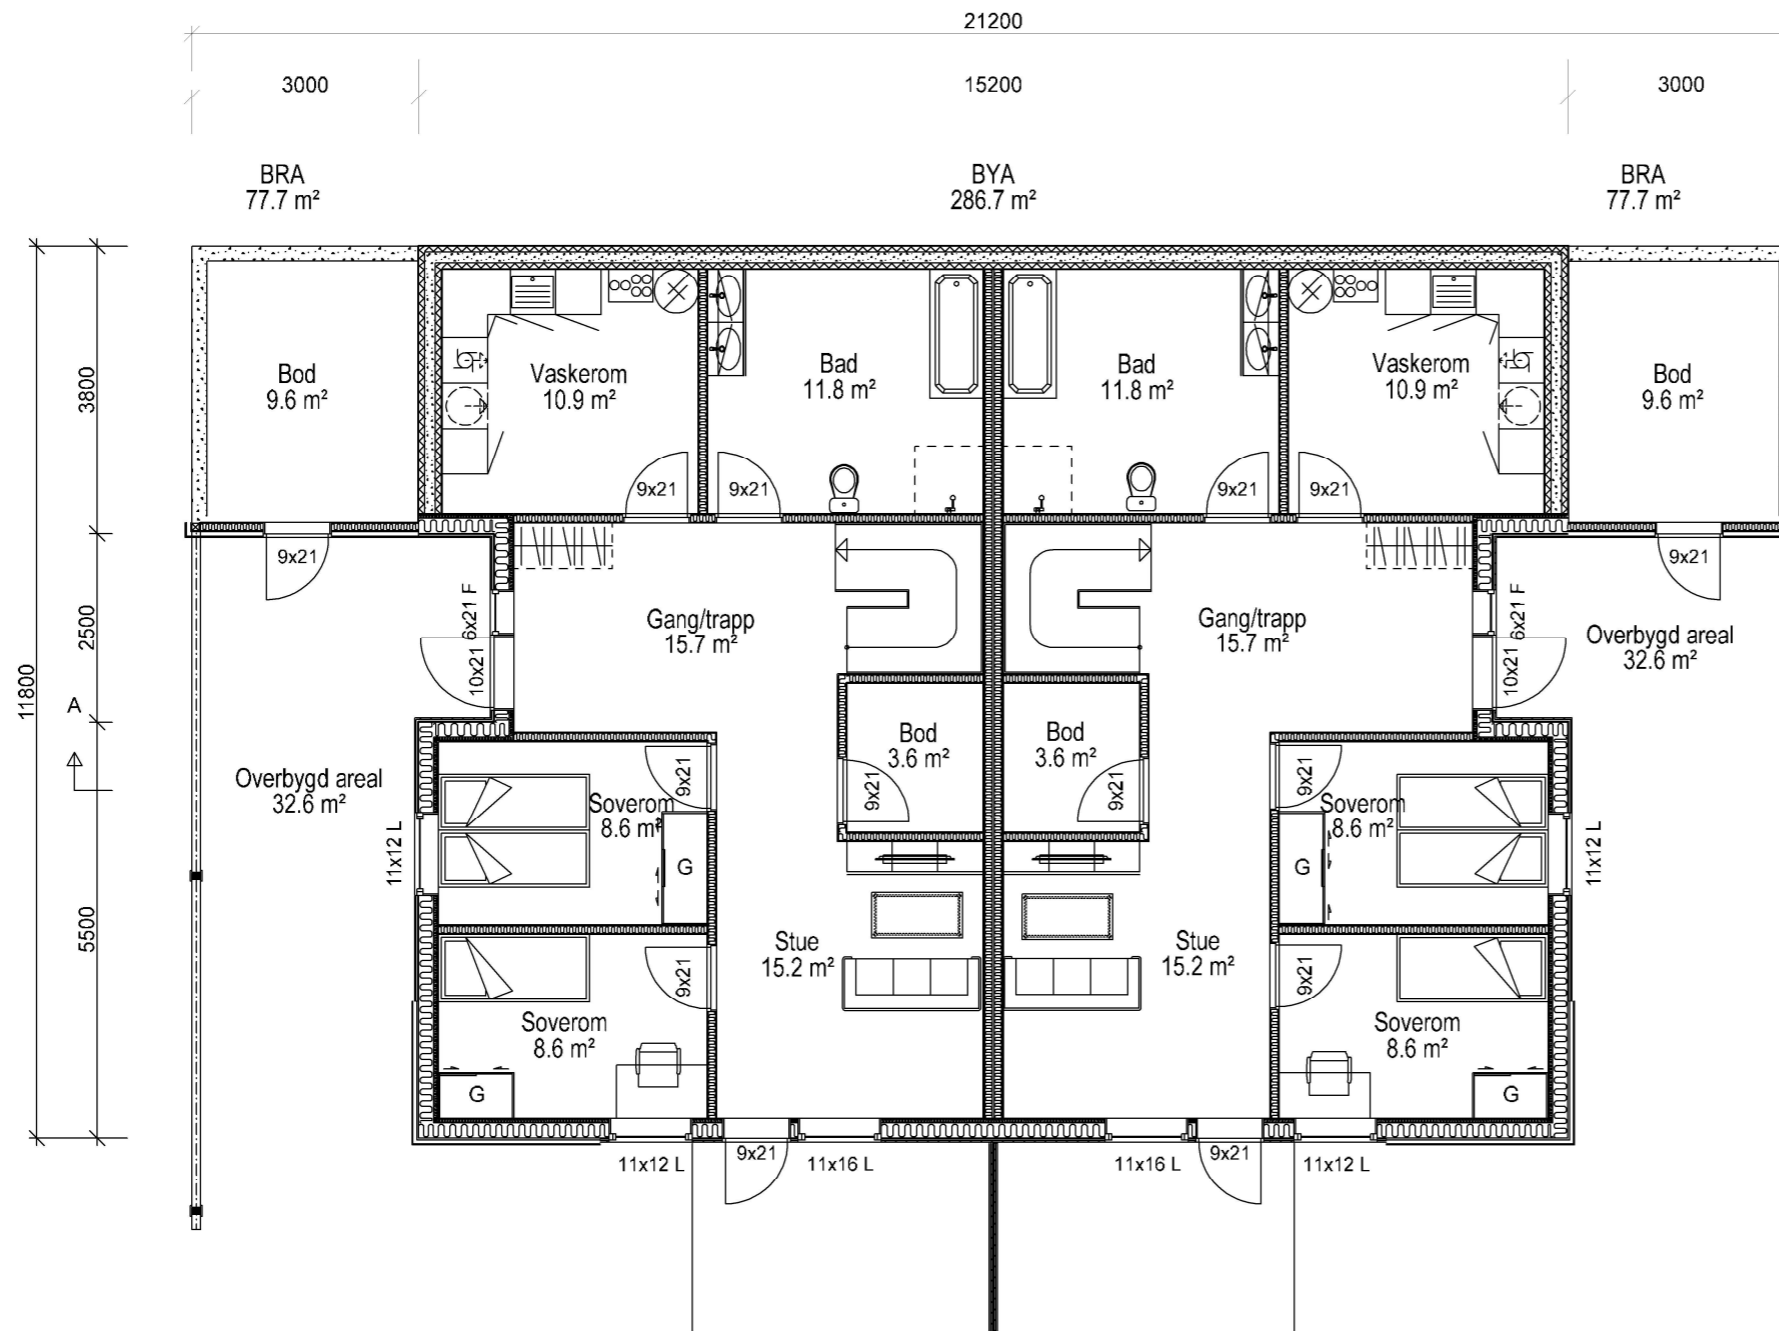 21200
3000 15200 3000
BRA BYA BRA
77.7 m² 286.7 m² 77.7 m²
Bod Vaskerom Bad Bad Vaskerom Bod
9.6 m² 10.9 m² 11.8 m² 11.8 m² 10.9 m² 9.6 m²
3800
9x21 9x21 9x21 9x21
9x21 9x21
2500
11800
6x21 F 6x21 F
10x21 10x21
Gang/trapp Gang/trapp
15.7 m² 15.7 m²
Overbygd areal
32.6 m²
A
Bod Bod
3.6 m² 3.6 m²
9x21 9x21
Overbygd areal
32.6 m²
9x21 9x21
Soverom Soverom
8.6 m² 8.6 m²
11x12 L 11x12 L
G G
5500
Stue Stue
15.2 m² 15.2 m²
9x21 9x21
Soverom Soverom
8.6 m² 8.6 m²
G G
11x12 L 9x21 11x16 L 11x16 L 9x21 11x12 L